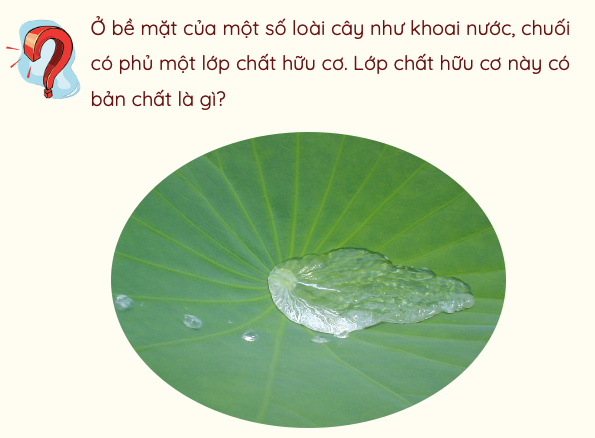 Ở bề mặt của một số loài cây như khoai nước, chuối
có phủ một lớp chất hữu cơ. Lớp chất hữu cơ này có
bản chất là gì?